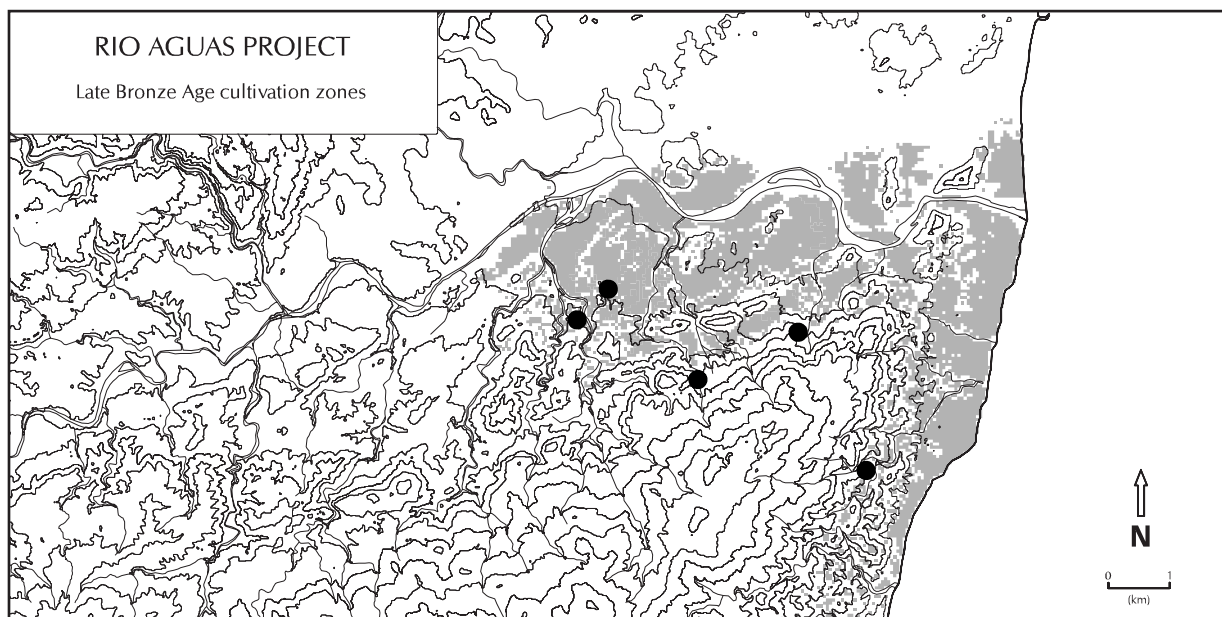 RIO AGUAS PROJECT
Late Bronze Age cultivation zones
N
0 1
(km)